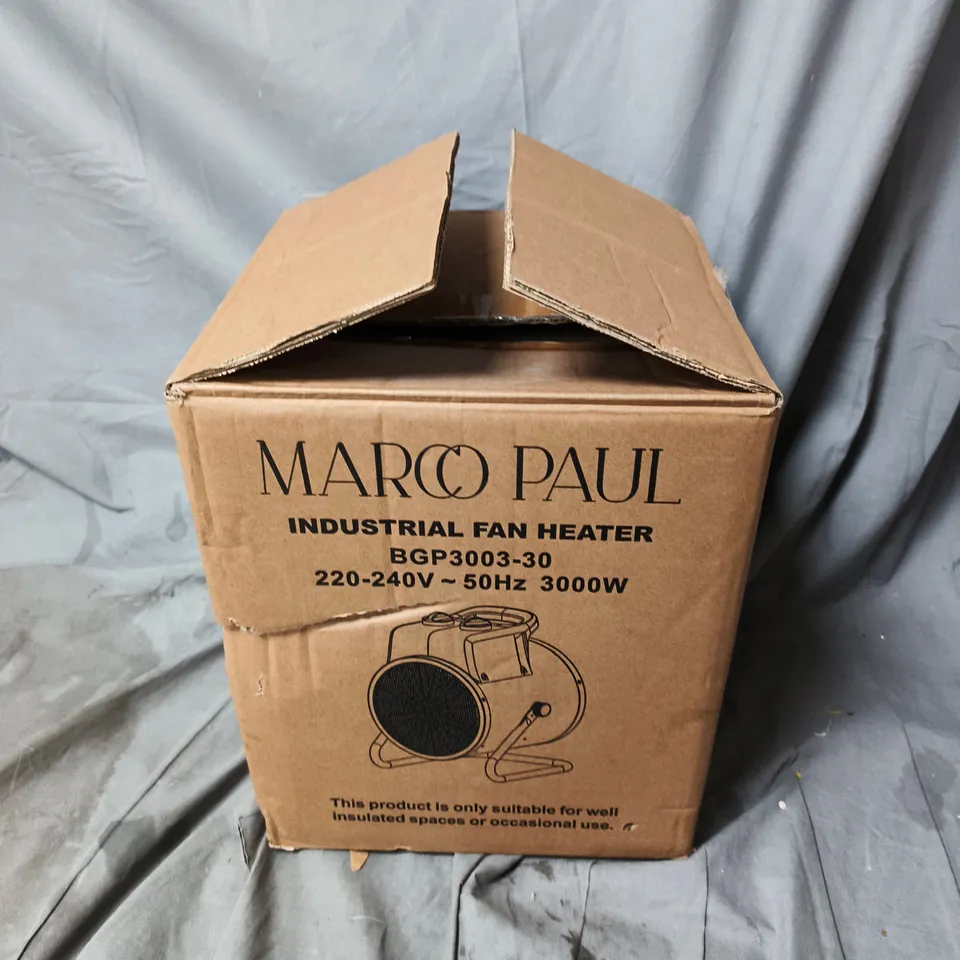 MARCO PAUL
INDUSTRIAL FAN HEATER
BGP3003-30
220-240V ~ 50Hz 3000W
This product is only suitable for well
insulated spaces or occasional use.